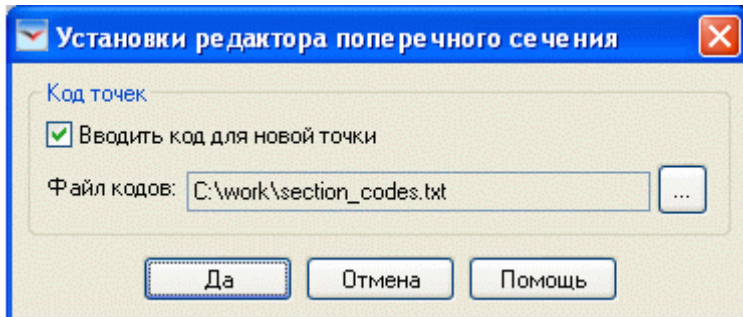 Установки редактора поперечного сечения
Код точек
Вводить код для новой точки
Файл кодов: C:\work\section_codes.txt ...
Да Отмена Помощь